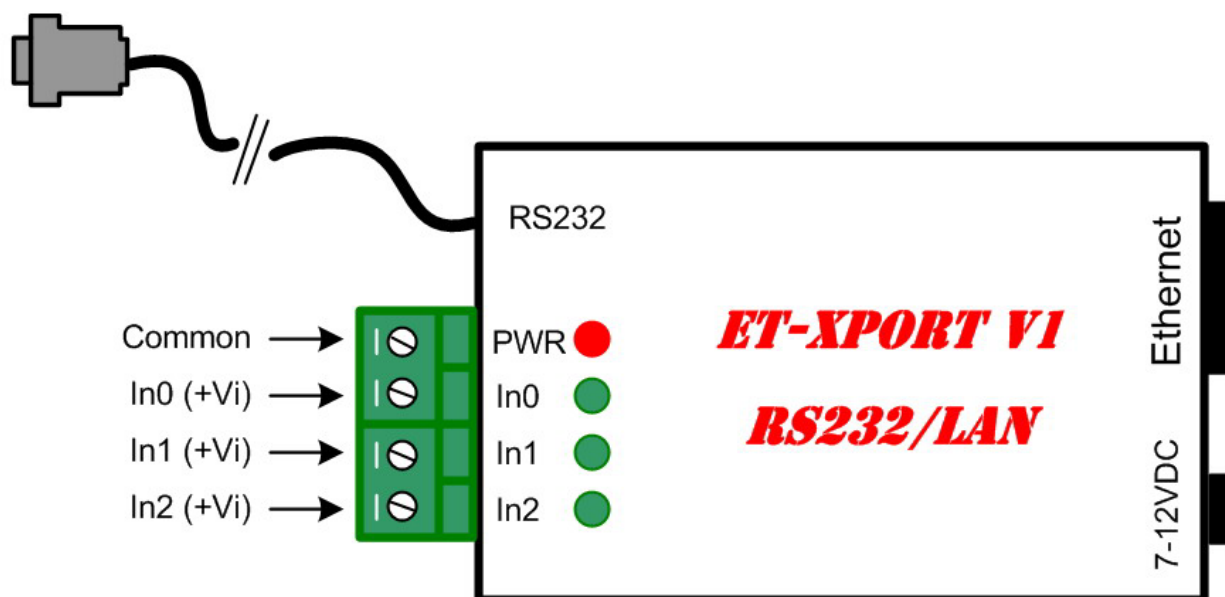 RS232
Common
In0 (+Vi)
In1 (+Vi)
In2 (+Vi)
PWR
In0
In1
In2
ET-XPORT V1
RS232/LAN
Ethernet
7-12VDC